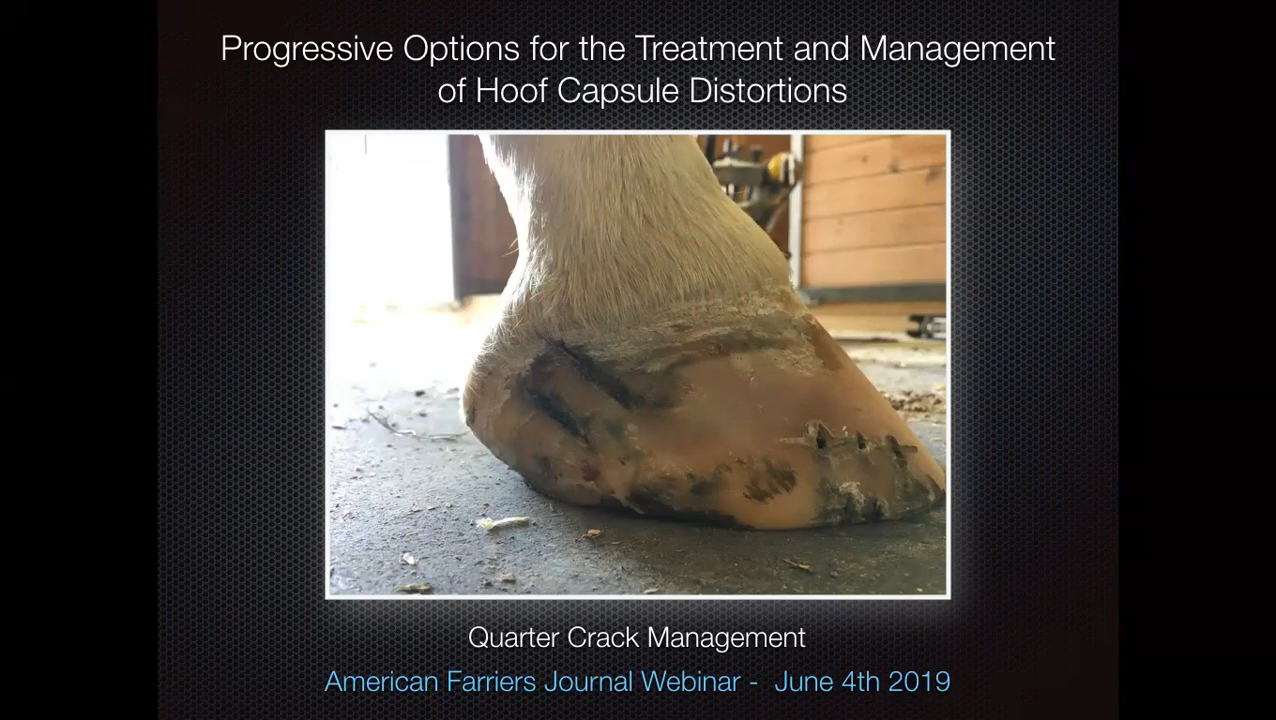 Progressive Options for the Treatment and Management
of Hoof Capsule Distortions
Quarter Crack Management
American Farriers Journal Webinar - June 4th 2019